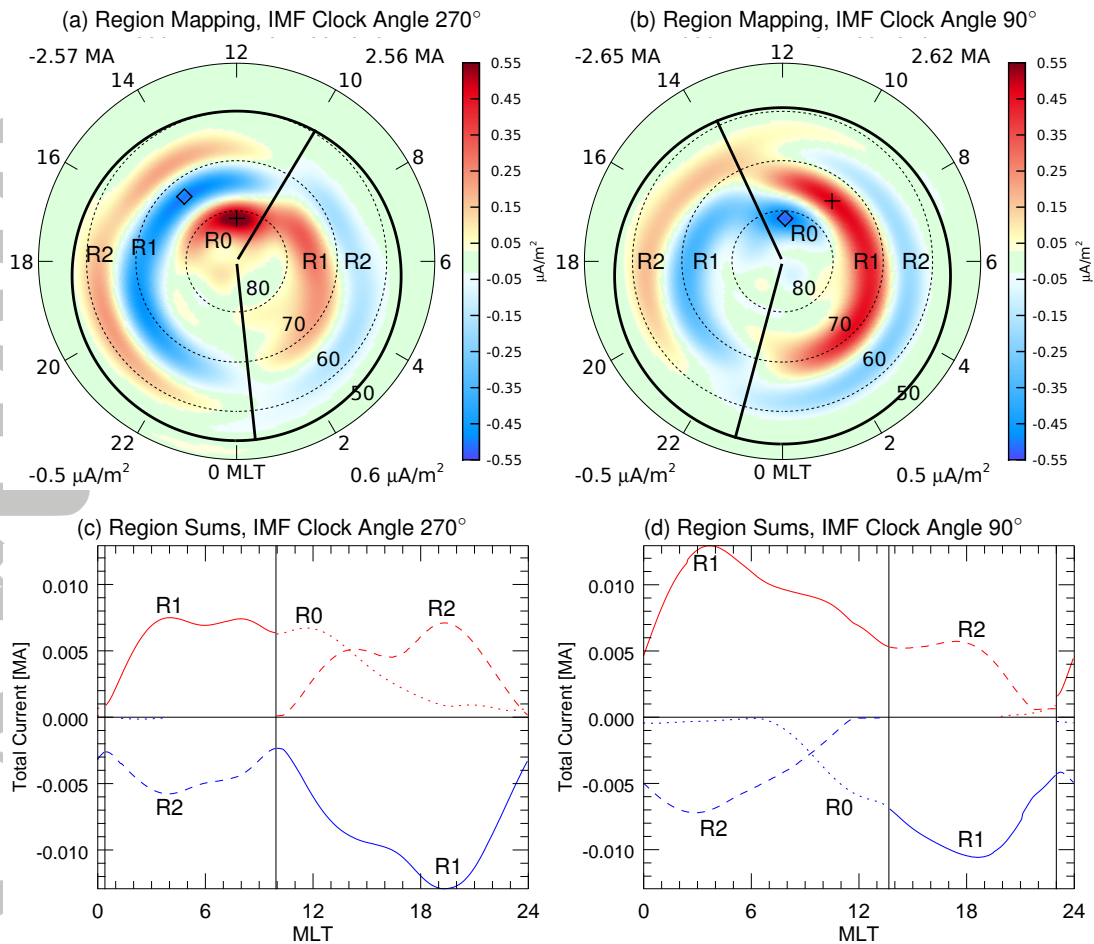 (a) Region Mapping, IMF Clock Angle 270°
-2.57 MA
2.56 MA
12
14
10
16
8
18
6
20
4
22
2
0 MLT
R2
R1
R0
R1
R2
80
70
60
50
-0.5 μA/m²
0.6 μA/m²
0.55
0.45
0.35
0.25
0.15
0.05
-0.05
-0.15
-0.25
-0.35
-0.45
-0.55
μA/m²
(b) Region Mapping, IMF Clock Angle 90°
-2.65 MA
2.62 MA
12
14
10
16
8
18
6
20
4
22
2
0 MLT
R2
R1
R0
R1
R2
80
70
60
50
-0.5 μA/m²
0.5 μA/m²
0.55
0.45
0.35
0.25
0.15
0.05
-0.05
-0.15
-0.25
-0.35
-0.45
-0.55
μA/m²
(c) Region Sums, IMF Clock Angle 270°
Total Current [MA]
0.010
0.005
0.000
-0.005
-0.010
R1
R0
R2
R2
R1
0
6
12
18
24
MLT
(d) Region Sums, IMF Clock Angle 90°
Total Current [MA]
0.010
0.005
0.000
-0.005
-0.010
R1
R2
R2
R0
R1
0
6
12
18
24
MLT